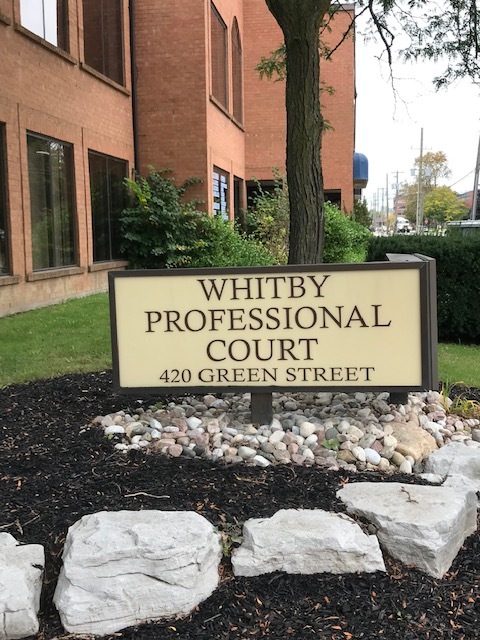 WHITBY
PROFESSIONAL
COURT
420 GREEN STREET